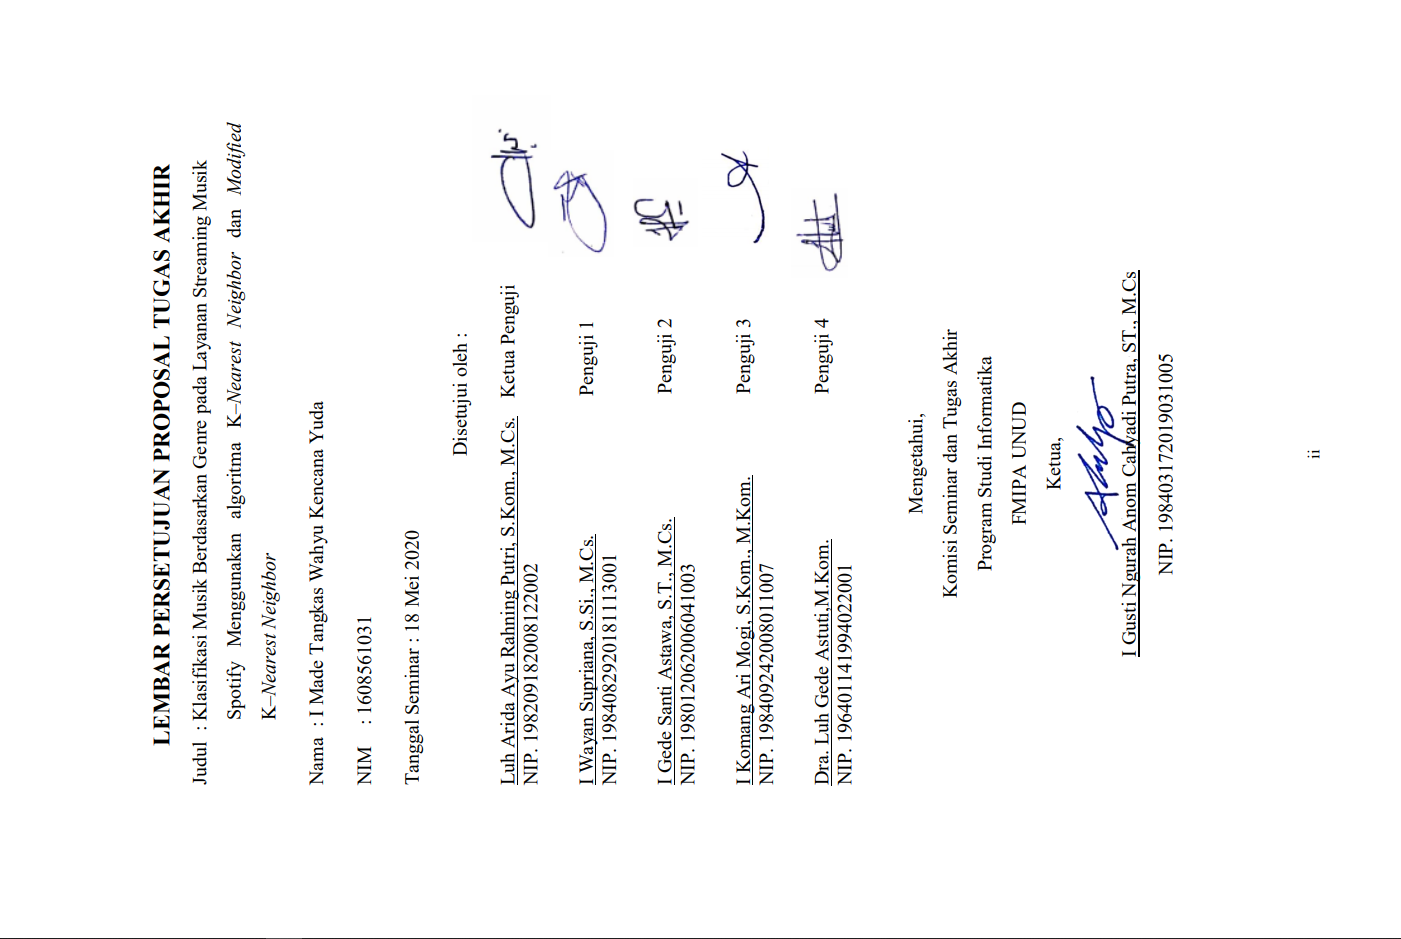 LEMBAR PERSETUJUAN PROPOSAL TUGAS AKHIR
Judul : Klasifikasi Musik Berdasarkan Genre pada Layanan Streaming Musik
Spotify Menggunakan algoritma K–Nearest Neighbor dan Modified
K–Nearest Neighbor
Nama : I Made Tangkas Wahyu Kencana Yuda
NIM : 1608561031
Tanggal Seminar : 18 Mei 2020
Disetujui oleh :
Luh Arida Ayu Rahning Putri, S.Kom., M.Cs. Ketua Penguji
NIP. 198209182008122002
I Wayan Supriana, S.Si., M.Cs. Penguji 1
NIP. 198408292018113001
I Gede Santi Astawa, S.T., M.Cs. Penguji 2
NIP. 198012062006041003
I Komang Ari Mogi, S.Kom., M.Kom. Penguji 3
NIP. 198409242008011007
Dra. Luh Gede Astuti,M.Kom. Penguji 4
NIP. 196401141994022001
Mengetahui,
Komisi Seminar dan Tugas Akhir
Program Studi Informatika
FMIPA UNUD
Ketua,
I Gusti Ngurah Anom Cahyadi Putra, ST., M.Cs
NIP. 198403172019031005
ii